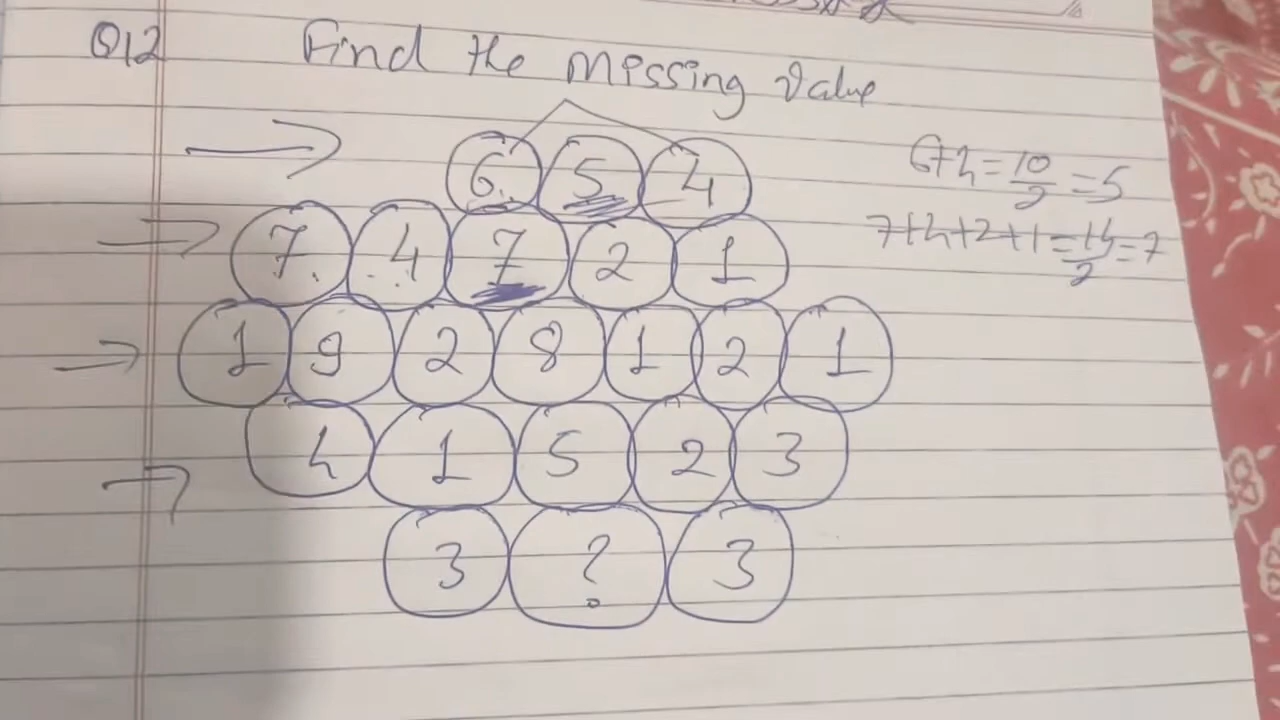 Q12 Find the missing value
6 5 4
6+4=10/2=5
7 4 7 2 1
7+4+2+1=14/2=7
1 9 2 8 1 2 1
4 1 5 2 3
3 ? 3